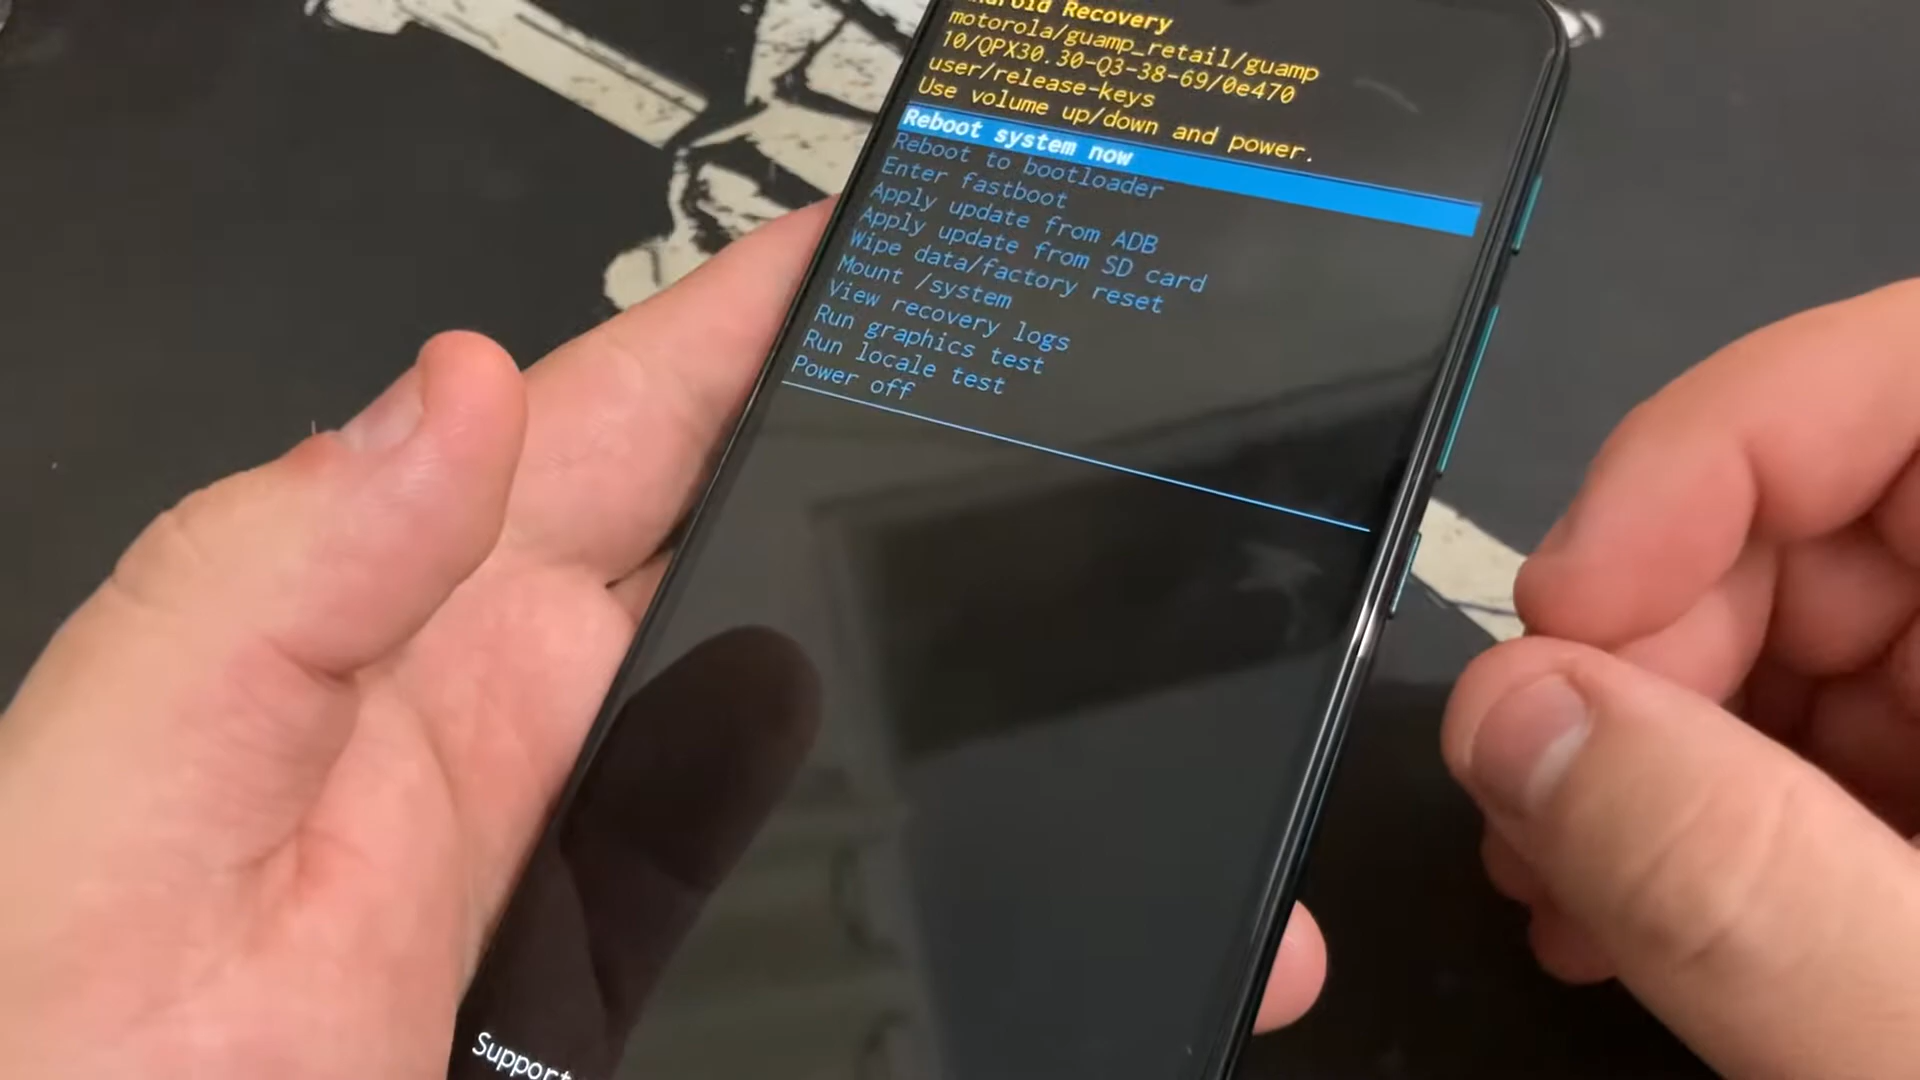 Android Recovery
motorola/guamp_retail/guamp
10/QPX30.30-Q3-38-69/0e470
user/release-keys
Use volume up/down and power.
Reboot system now
Reboot to bootloader
Enter fastboot
Apply update from ADB
Apply update from SD card
Wipe data/factory reset
Mount /system
View recovery logs
Run graphics test
Run locale test
Power off
Support